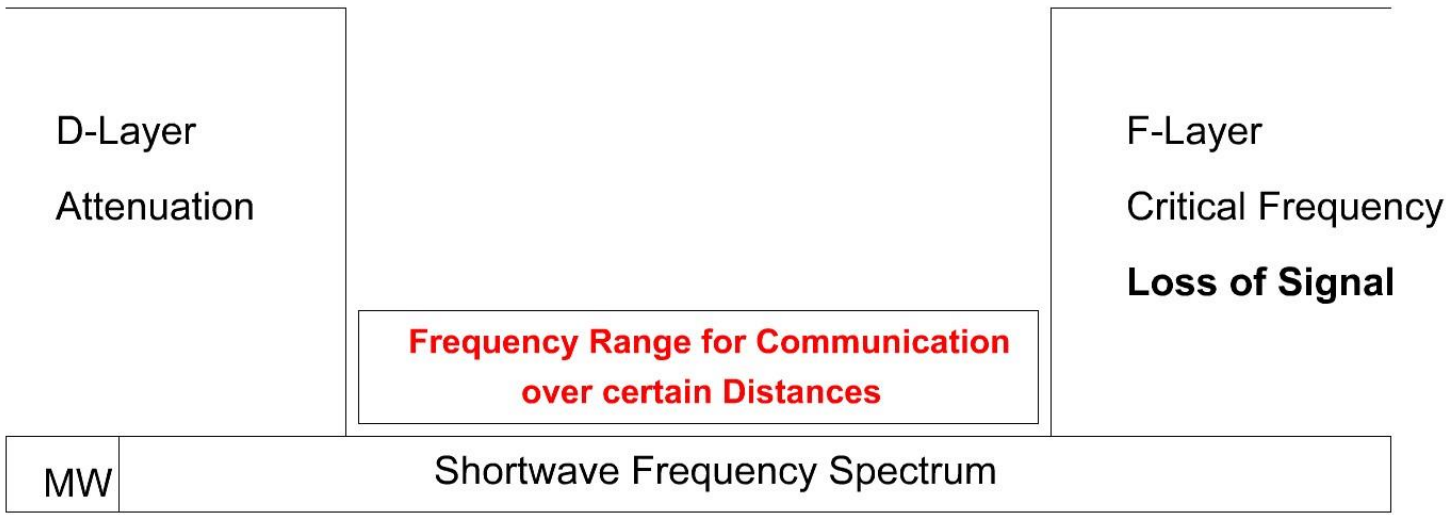 D-Layer
Attenuation
F-Layer
Critical Frequency
Loss of Signal
Frequency Range for Communication
over certain Distances
MW
Shortwave Frequency Spectrum